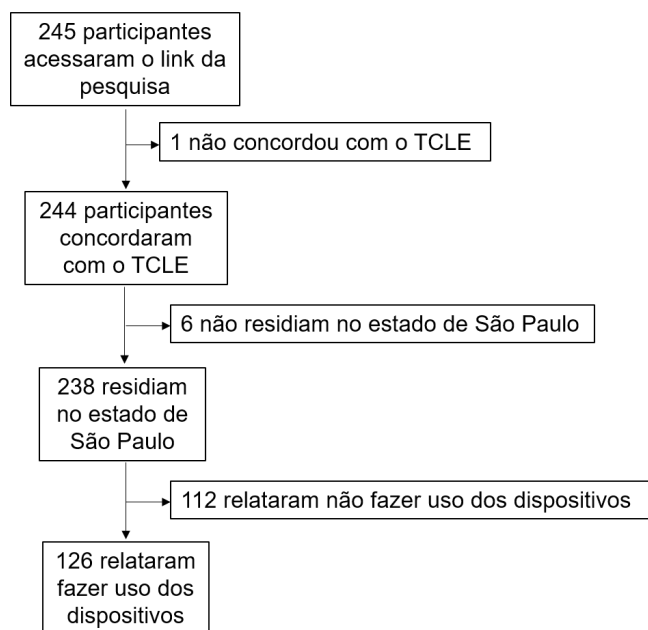 245 participantes
acessaram o link da
pesquisa
1 não concordou com o TCLE
244 participantes
concordaram
com o TCLE
6 não residiam no estado de São Paulo
238 residiam
no estado de
São Paulo
112 relataram não fazer uso dos dispositivos
126 relataram
fazer uso dos
dispositivos